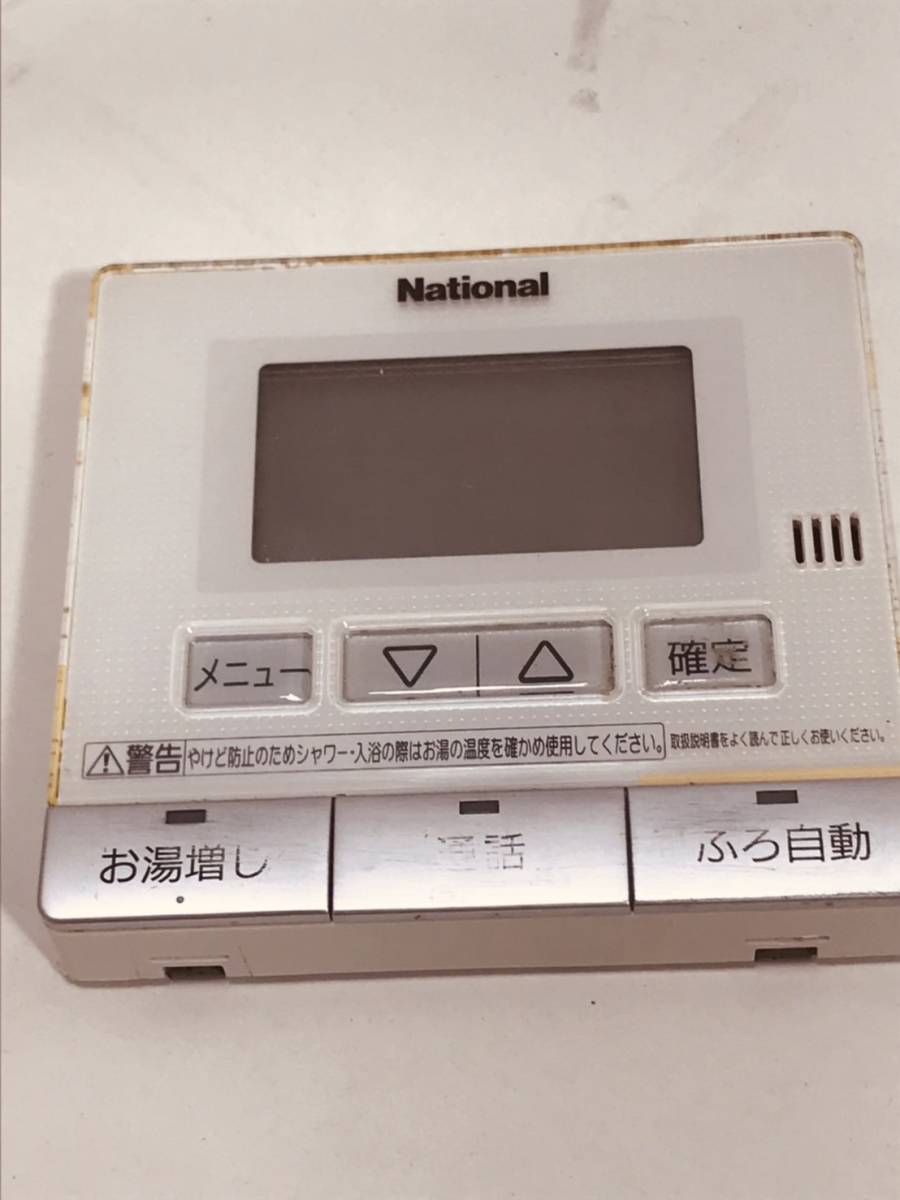 National
メニュー
▽
△
確定
警告 やけど防止のためシャワー・入浴の際はお湯の温度を確かめ使用してください。 取扱説明書をよく読んで正しくお使いください。
お湯増し
通話
ふろ自動